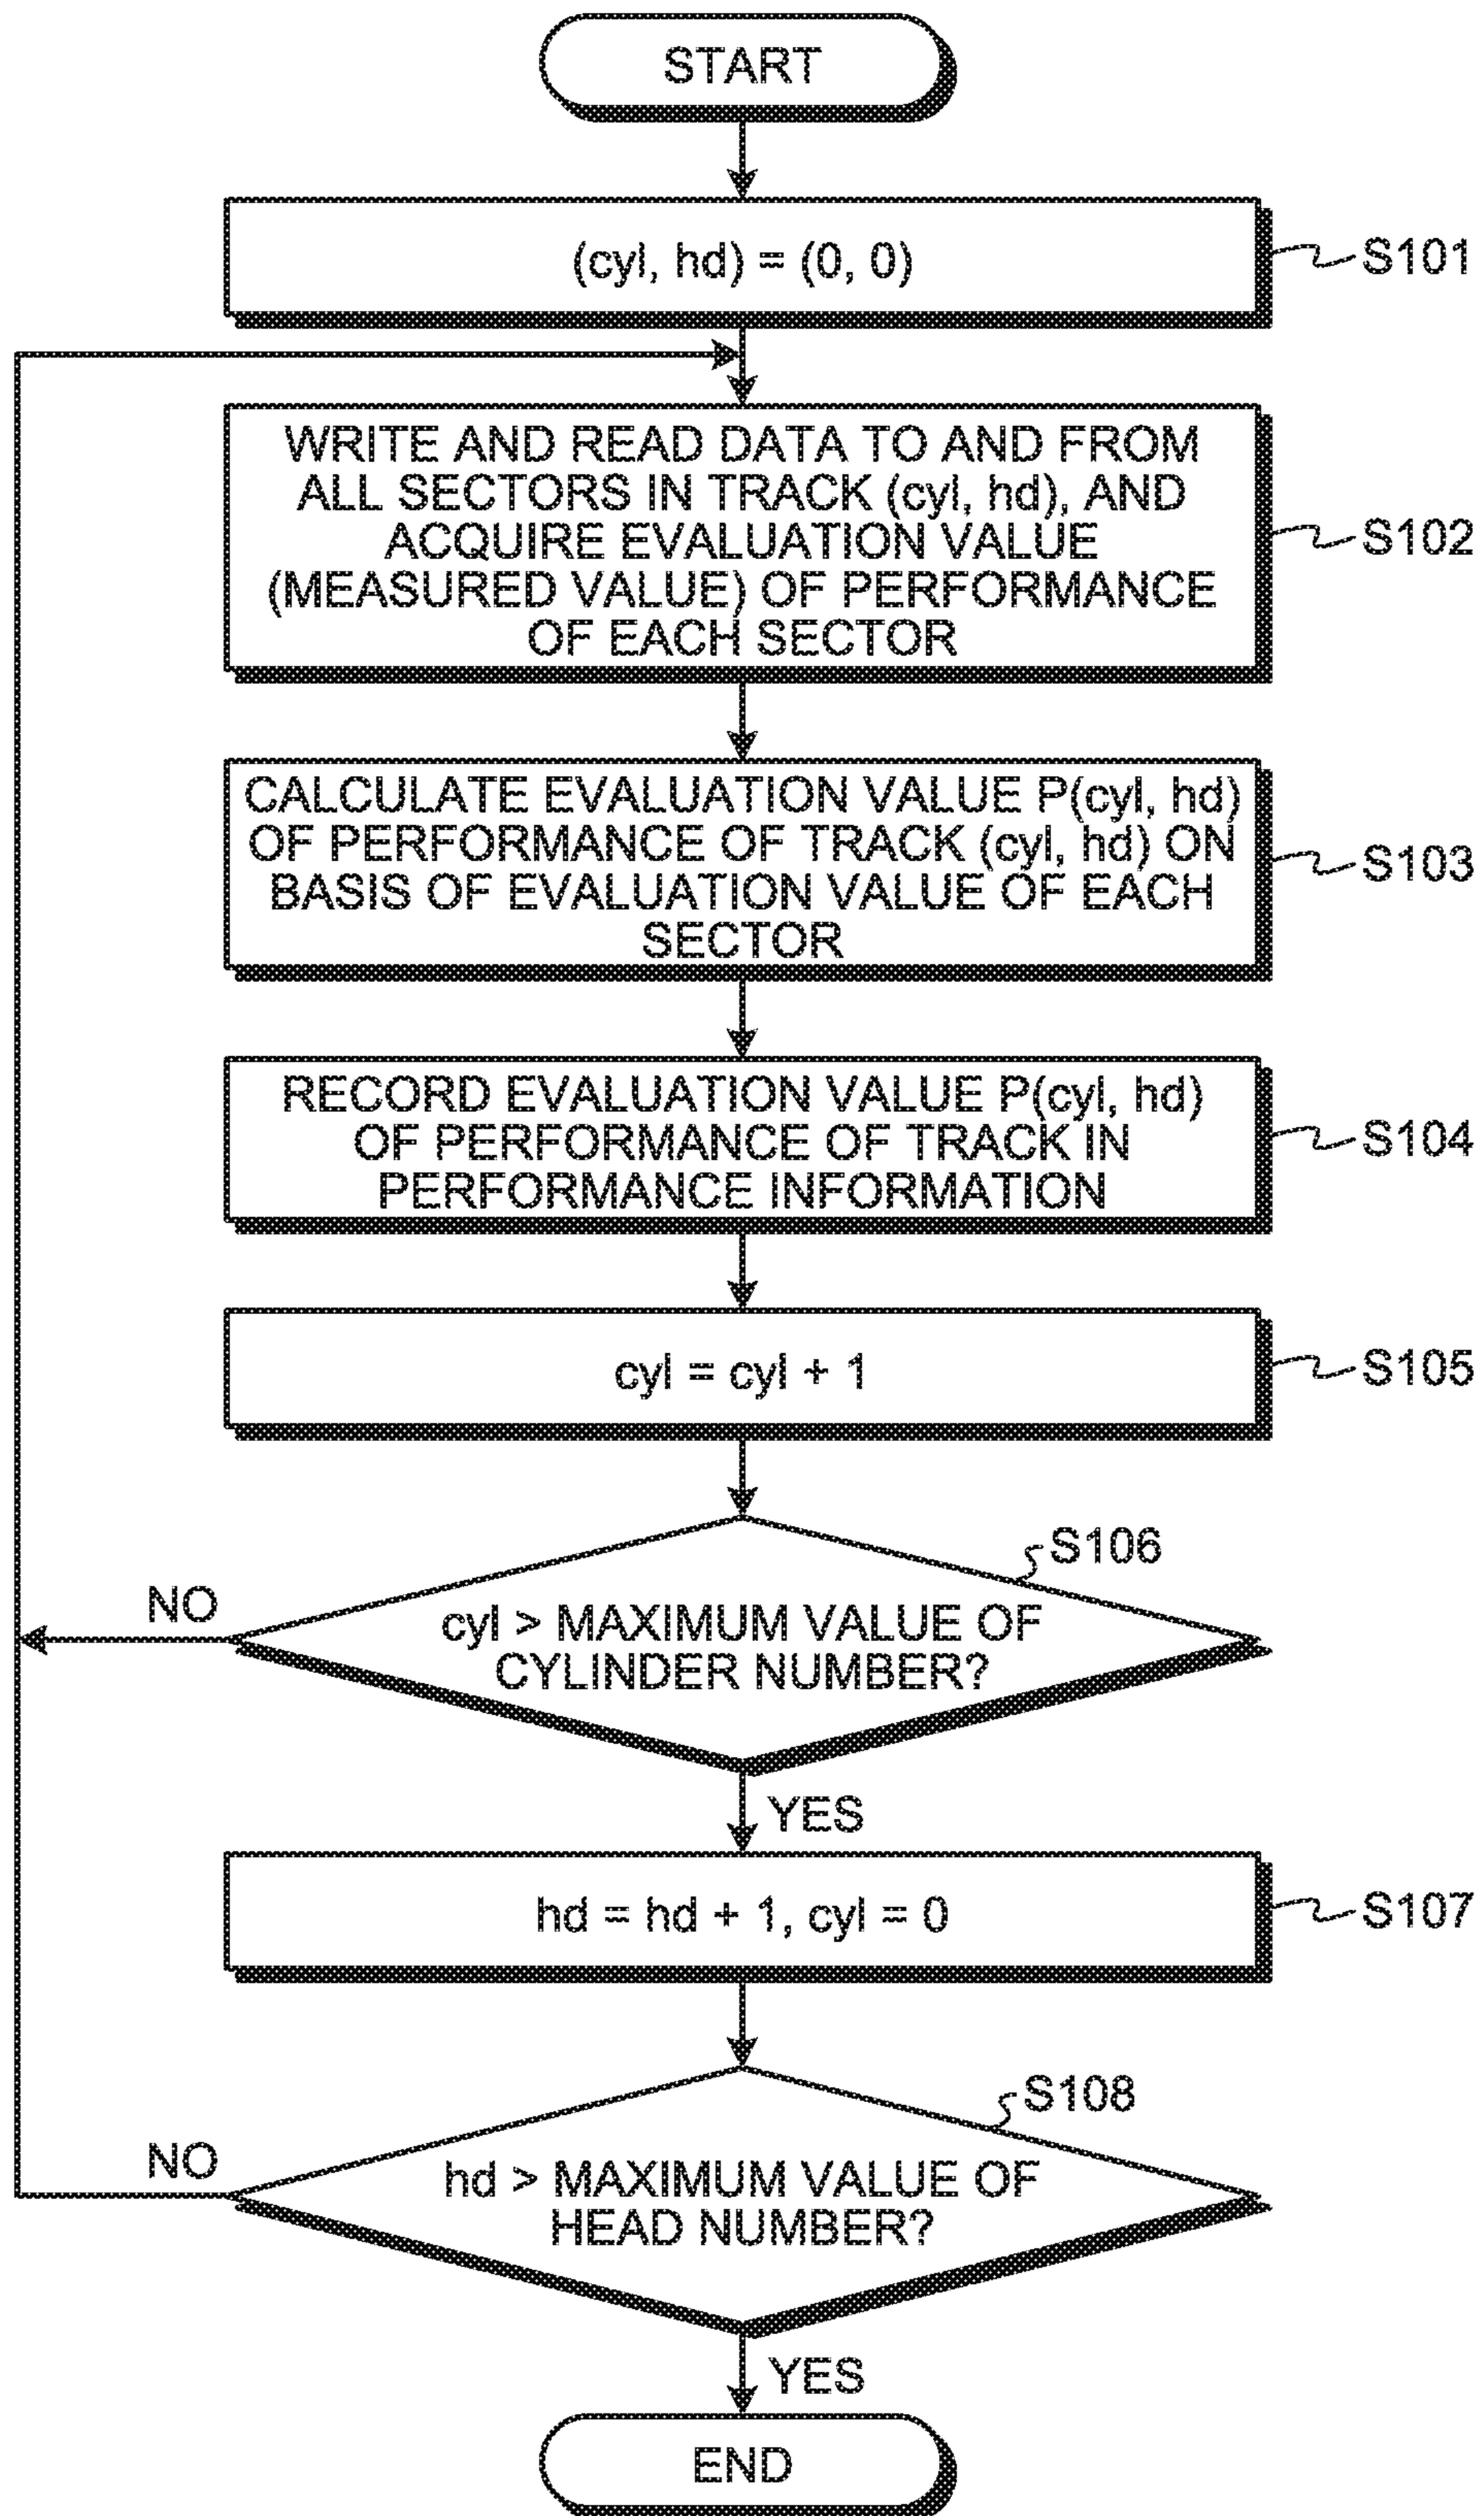 START
(cyl, hd) = (0, 0)
S101
WRITE AND READ DATA TO AND FROM
ALL SECTORS IN TRACK (cyl, hd), AND
ACQUIRE EVALUATION VALUE
(MEASURED VALUE) OF PERFORMANCE
OF EACH SECTOR
S102
CALCULATE EVALUATION VALUE P(cyl, hd)
OF PERFORMANCE OF TRACK (cyl, hd) ON
BASIS OF EVALUATION VALUE OF EACH
SECTOR
S103
RECORD EVALUATION VALUE P(cyl, hd)
OF PERFORMANCE OF TRACK IN
PERFORMANCE INFORMATION
S104
cyl = cyl + 1
S105
S106
NO
cyl > MAXIMUM VALUE OF
CYLINDER NUMBER?
YES
hd = hd + 1, cyl = 0
S107
S108
NO
hd > MAXIMUM VALUE OF
HEAD NUMBER?
YES
END